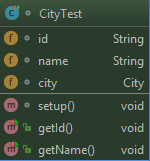 CityTest
id String
name String
city City
setup() void
getId() void
getName() void